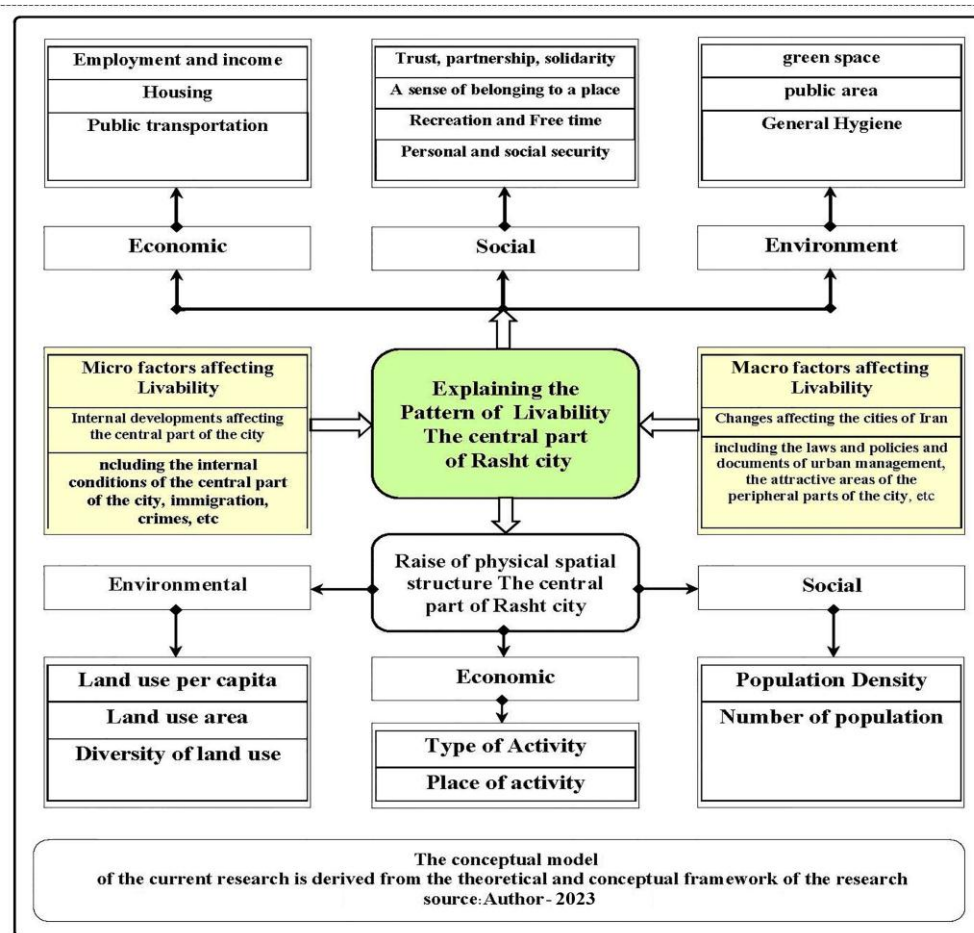 Employment and income
Housing
Public transportation
Trust, partnership, solidarity
A sense of belonging to a place
Recreation and Free time
Personal and social security
green space
public area
General Hygiene
Economic
Social
Environment
Micro factors affecting
Livability
Internal developments affecting
the central part of the city
ncluding the internal
conditions of the central part
of the city, immigration,
crimes, etc
Explaining the
Pattern of Livability
The central part
of Rasht city
Macro factors affecting
Livability
Changes affecting the cities of Iran
including the laws and policies and
documents of urban management,
the attractive areas of the
peripheral parts of the city, etc
Environmental
Raise of physical spatial
structure The central
part of Rasht city
Social
Land use per capita
Land use area
Diversity of land use
Economic
Type of Activity
Place of activity
Population Density
Number of population
The conceptual model
of the current research is derived from the theoretical and conceptual framework of the research
source:Author- 2023